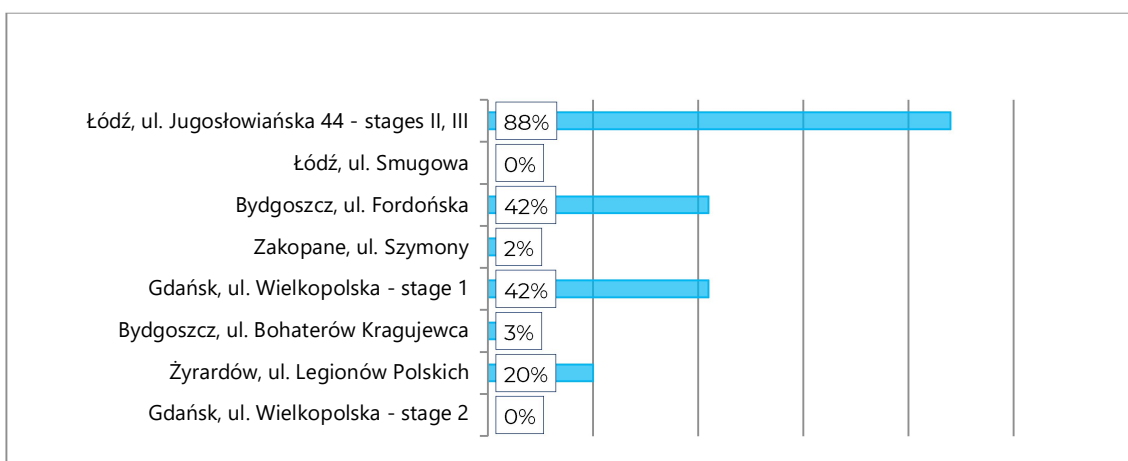 Łódź, ul. Jugosłowiańska 44 - stages II, III 88%
Łódź, ul. Smugowa 0%
Bydgoszcz, ul. Fordońska 42%
Zakopane, ul. Szymony 2%
Gdańsk, ul. Wielkopolska - stage 1 42%
Bydgoszcz, ul. Bohaterów Kragujewca 3%
Żyrardów, ul. Legionów Polskich 20%
Gdańsk, ul. Wielkopolska - stage 2 0%